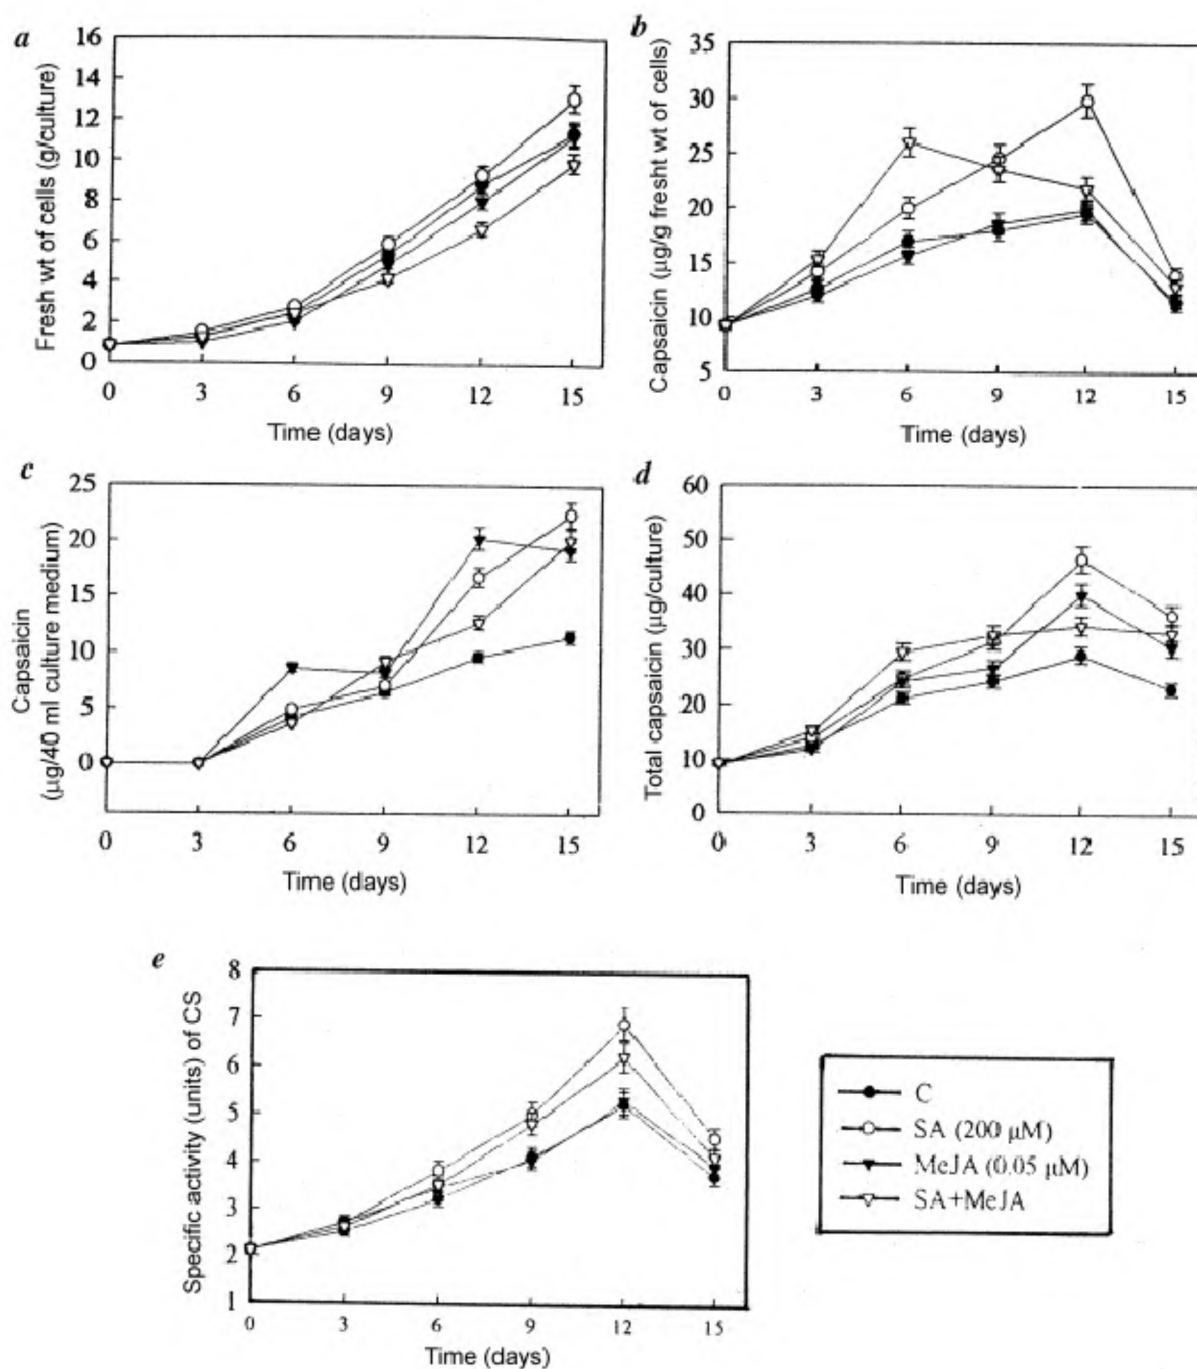 a
16
14
12
10
8
6
4
2
0
Fresh wt of cells (g/culture)
0 3 6 9 12 15
Time (days)
b
35
30
25
20
15
10
5
Capsaicin (μg/g fresht wt of cells)
0 3 6 9 12 15
Time (days)
c
25
20
15
10
5
0
Capsaicin
(μg/40 ml culture medium)
0 3 6 9 12 15
Time (days)
d
60
50
40
30
20
10
0
Total capsaicin (μg/culture)
0 3 6 9 12 15
Time (days)
e
8
7
6
5
4
3
2
1
Specific activity (units) of CS
0 3 6 9 12 15
Time (days)
C
SA (200 μM)
MeJA (0.05 μM)
SA+MeJA